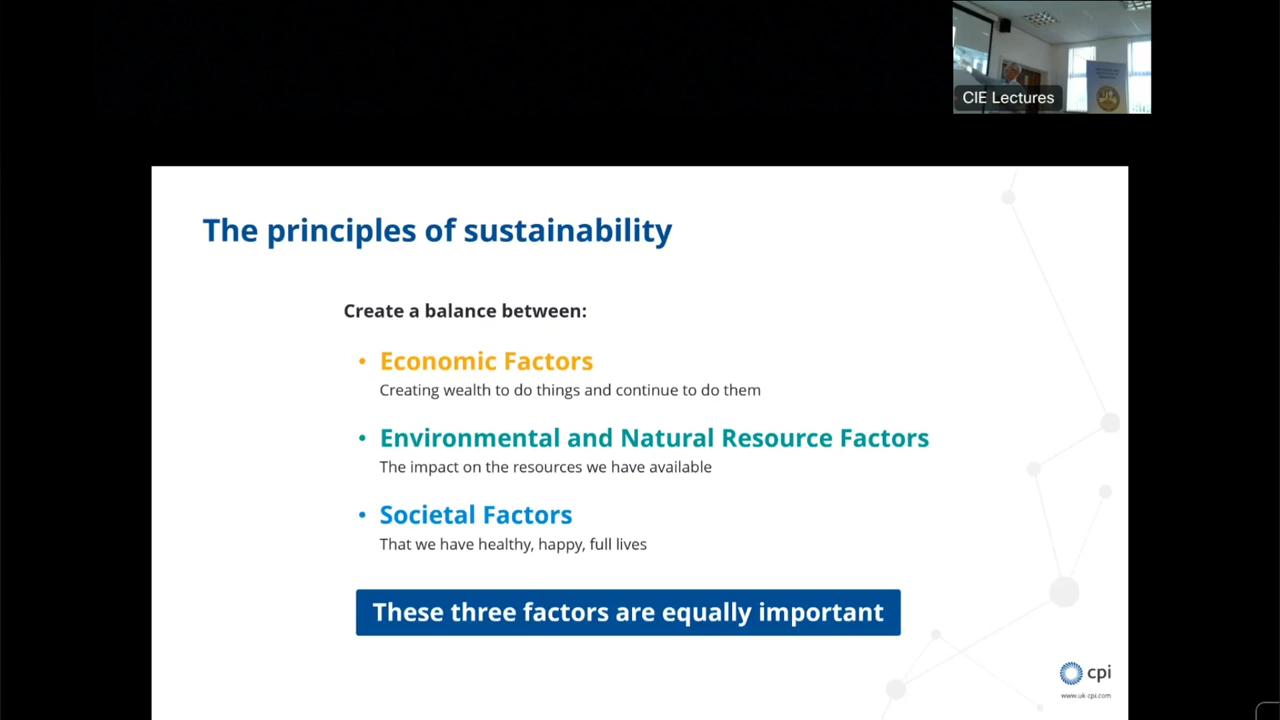 CIE Lectures
The principles of sustainability
Create a balance between:
• Economic Factors
Creating wealth to do things and continue to do them
• Environmental and Natural Resource Factors
The impact on the resources we have available
• Societal Factors
That we have healthy, happy, full lives
These three factors are equally important
cpi
www.uk-cpi.com